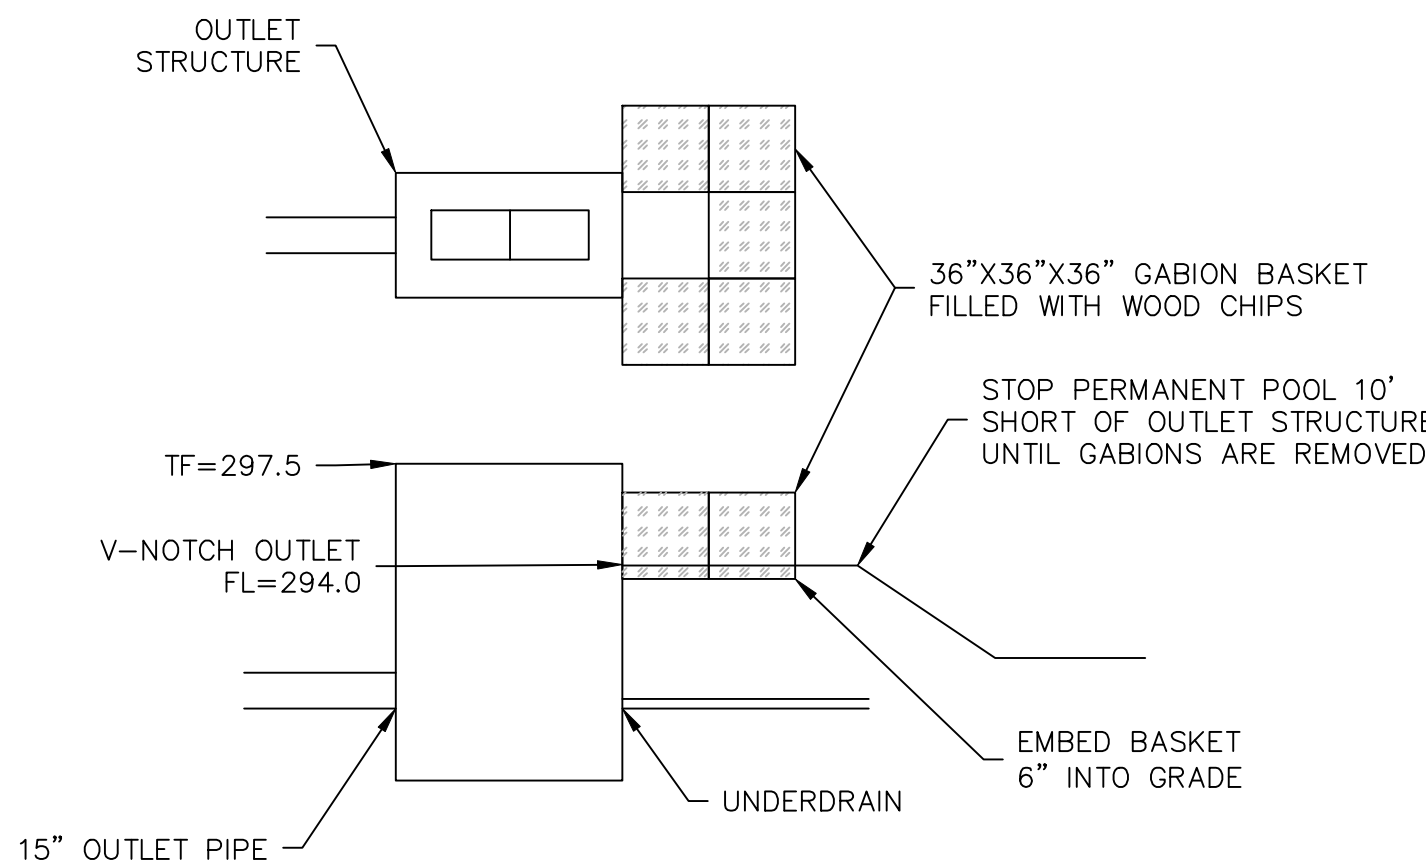 OUTLET
STRUCTURE
36"X36"X36" GABION BASKET
FILLED WITH WOOD CHIPS
STOP PERMANENT POOL 10'
SHORT OF OUTLET STRUCTURE
UNTIL GABIONS ARE REMOVED
TF=297.5
V-NOTCH OUTLET
FL=294.0
EMBED BASKET
6" INTO GRADE
UNDERDRAIN
15" OUTLET PIPE